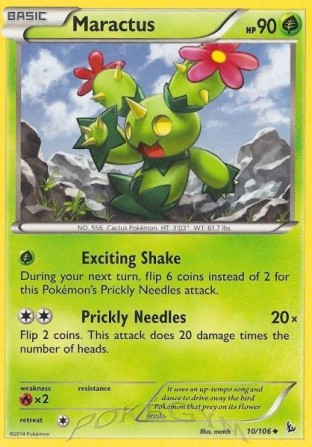 BASIC
Maractus
HP 90
NO. 556 Cactus Pokémon HT: 3'03" WT: 61.7 lbs.
Exciting Shake
During your next turn, flip 6 coins instead of 2 for
this Pokémon's Prickly Needles attack.
Prickly Needles 20×
Flip 2 coins. This attack does 20 damage times
the number of heads.
weakness
×2
resistance
retreat
It uses an up-tempo song and
dance to drive away the bird
Pokémon that prey on its flower
seeds.
Illus. match
10/106
©2014 Pokémon
POKEGYM